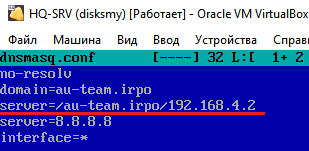 HQ-SRV (disksmy) [Работает] - Oracle VM VirtualBox
Файл Машина Вид Ввод Устройства
dnsmasq.conf [----] 32 L:[ 1+ 2
no-resolv
domain=au-team.irpo
server=/au-team.irpo/192.168.4.2
server=8.8.8.8
interface=*